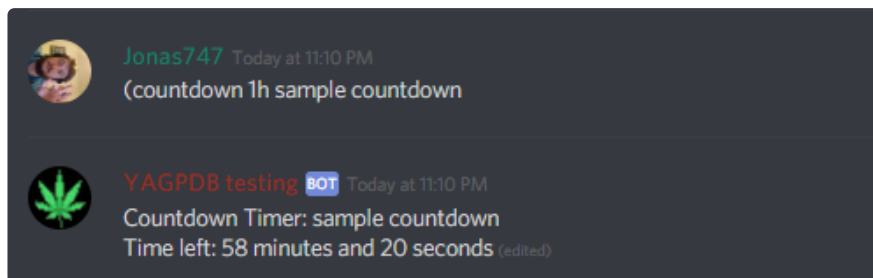 Jonas747 Today at 11:10 PM
(countdown 1h sample countdown
YAGPDB testing BOT Today at 11:10 PM
Countdown Timer: sample countdown
Time left: 58 minutes and 20 seconds (edited)